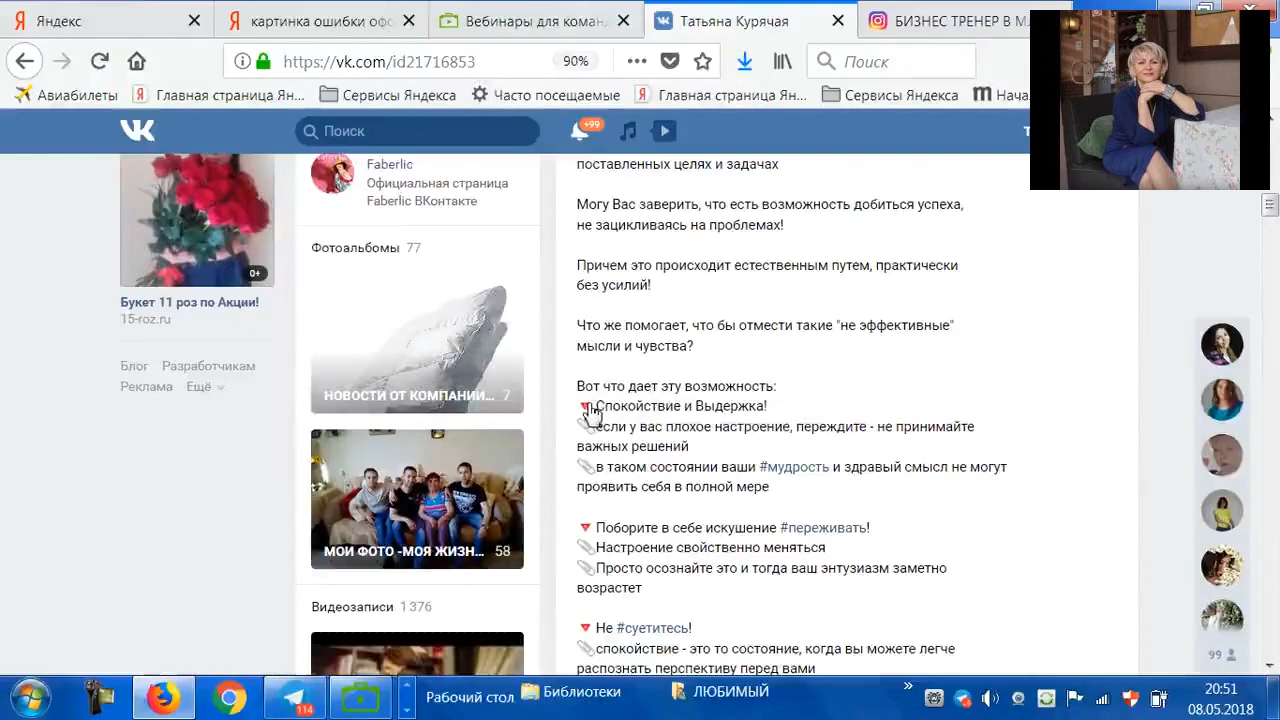 Яндекс
картинка ошибки офо
Вебинары для коман
Татьяна Курячая
БИЗНЕС ТРЕНЕР В М
https://vk.com/id21716853
90%
Поиск
Авиабилеты
Главная страница Ян...
Сервисы Яндекса
Часто посещаемые
Главная страница Ян...
Сервисы Яндекса
Нача
Поиск
+99
Faberlic
Официальная страница
Faberlic ВКонтакте
0+
Букет 11 роз по Акции!
15-roz.ru
Блог Разработчикам
Реклама Ещё
Фотоальбомы 77
НОВОСТИ ОТ КОМПАНИИ... 7
МОИ ФОТО -МОЯ ЖИЗН... 58
Видеозаписи 1 376
поставленных целях и задачах
Могу Вас заверить, что есть возможность добиться успеха,
не зацикливаясь на проблемах!
Причем это происходит естественным путем, практически
без усилий!
Что же помогает, что бы отмести такие "не эффективные"
мысли и чувства?
Вот что дает эту возможность:
Спокойствие и Выдержка!
если у вас плохое настроение, переждите - не принимайте
важных решений
в таком состоянии ваши #мудрость и здравый смысл не могут
проявить себя в полной мере
Поборите в себе искушение #переживать!
Настроение свойственно меняться
Просто осознайте это и тогда ваш энтузиазм заметно
возрастет
Не #суетитесь!
спокойствие - это то состояние, когда вы можете легче
распознать перспективу перед вами
99
114
Рабочий стол
Библиотеки
ЛЮБИМЫЙ
20:51
08.05.2018